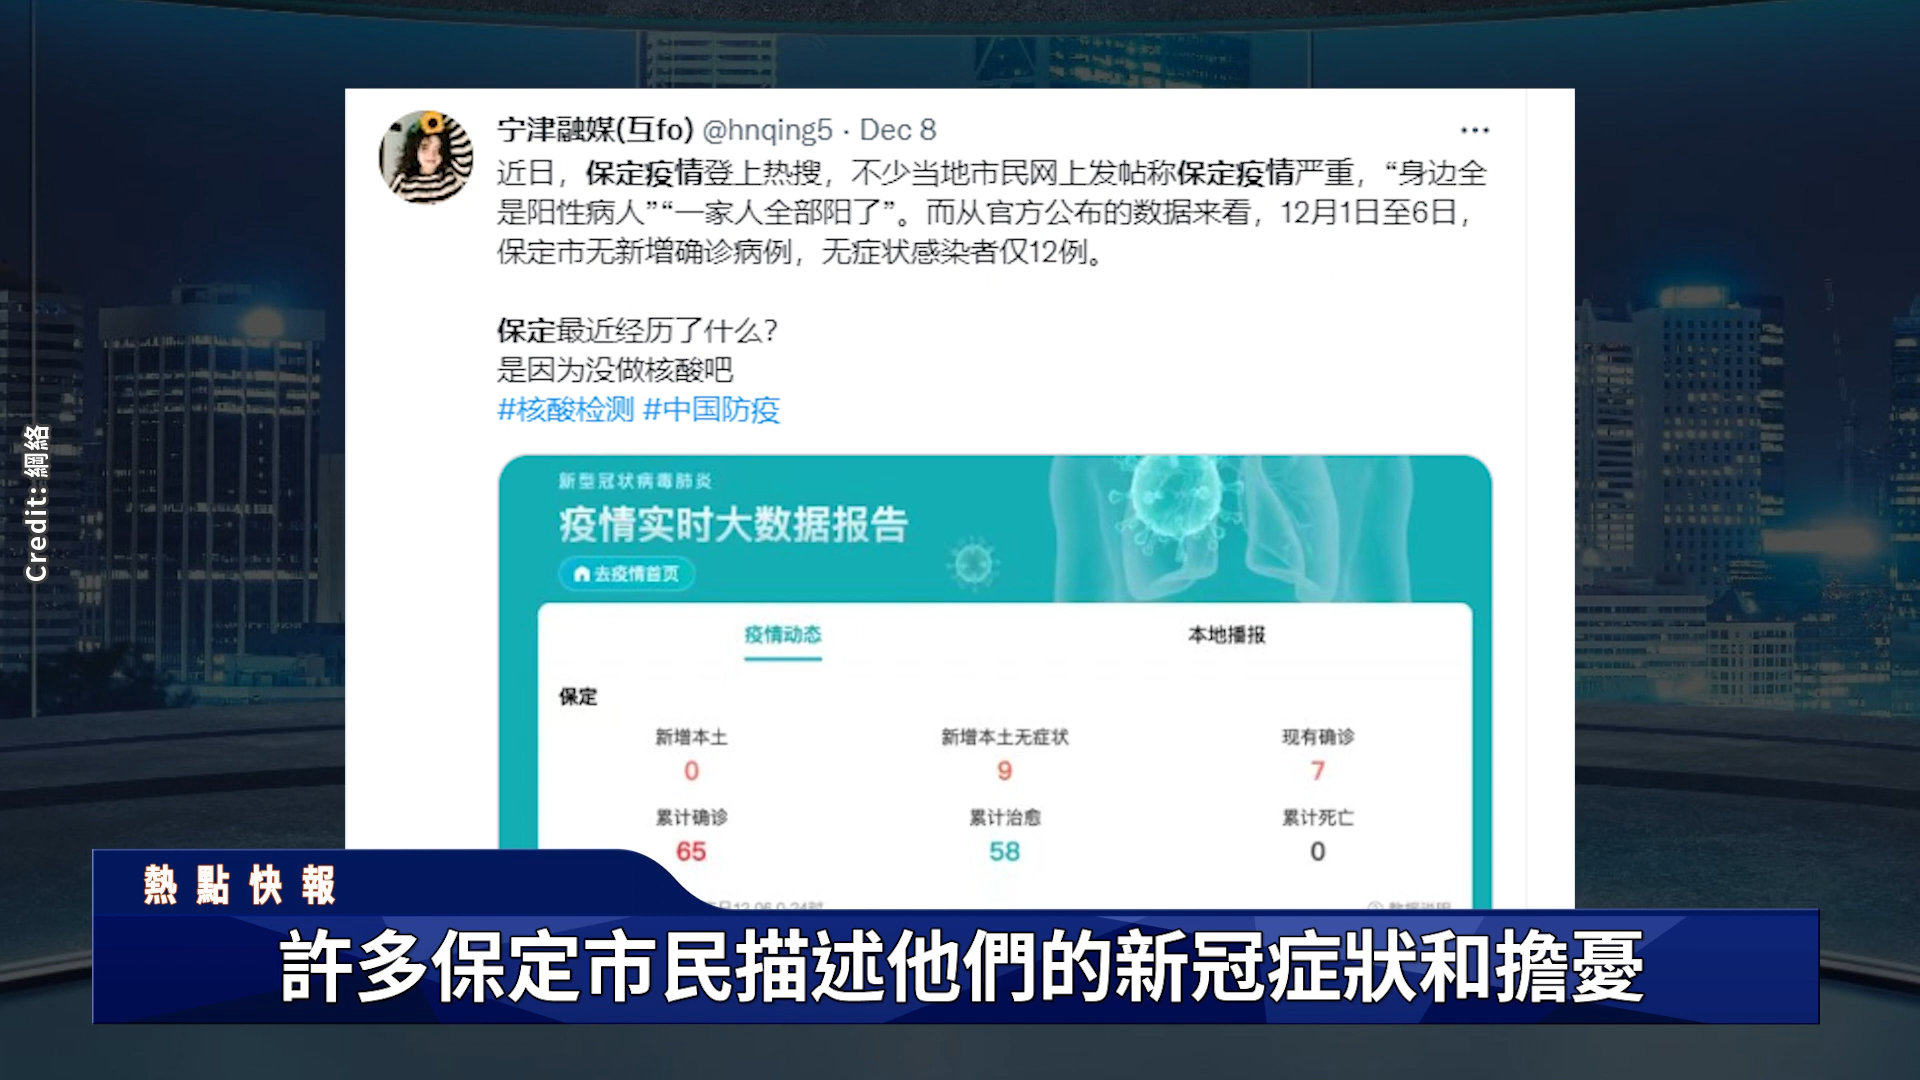 宁津融媒(互fo) @hnqing5 · Dec 8
近日，保定疫情登上热搜，不少当地市民网上发帖称保定疫情严重，“身边全
是阳性病人”“一家人全部阳了”。而从官方公布的数据来看，12月1日至6日，
保定市无新增确诊病例，无症状感染者仅12例。
保定最近经历了什么？
是因为没做核酸吧
#核酸检测 #中国防疫
新型冠状病毒肺炎
疫情实时大数据报告
去疫情首页
疫情动态
本地播报
保定
新增本土
新增本土无症状
现有确诊
0
9
7
累计确诊
累计治愈
累计死亡
65
58
0
Credit: 網絡
熱點快報
許多保定市民描述他們的新冠症狀和擔憂